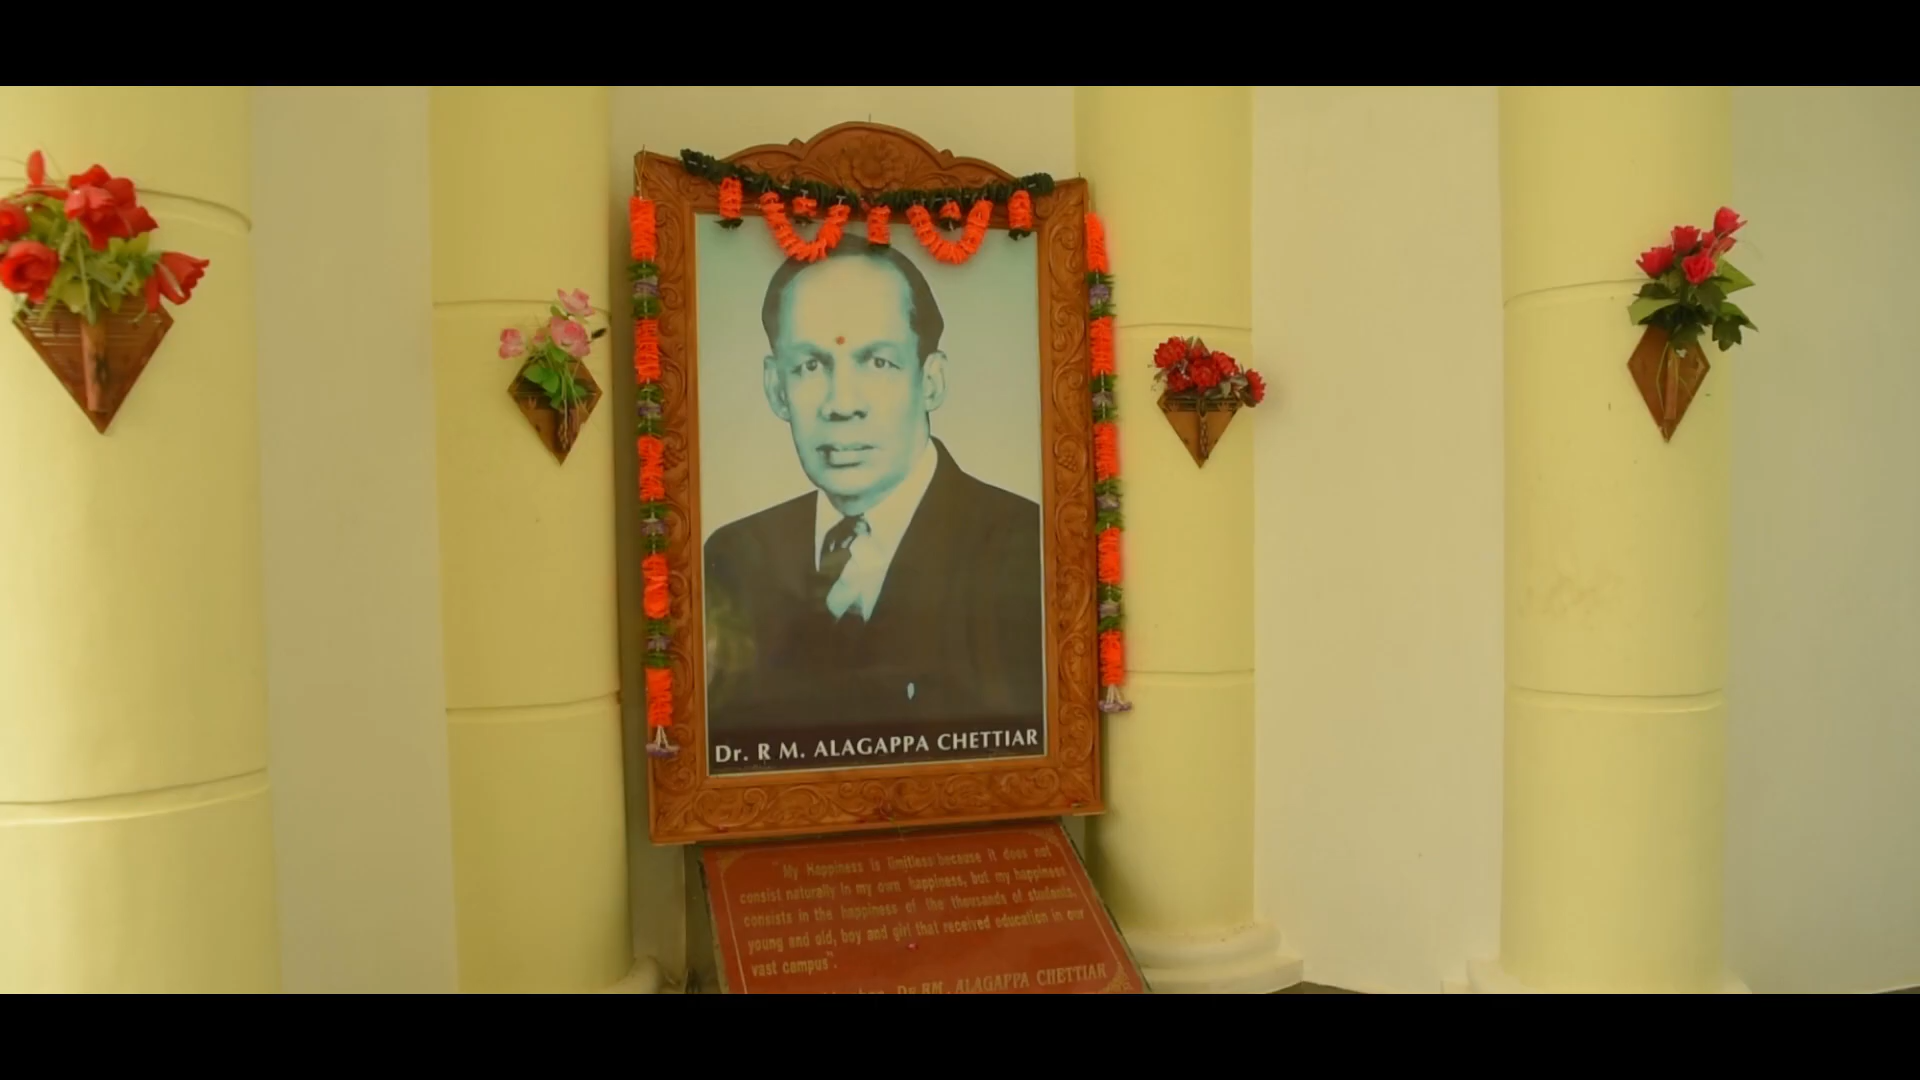 Dr. R M. ALAGAPPA CHETTIAR
"My Happiness is limitless because it does not
consist naturally in my own happiness, but my happiness
consists in the happiness of the thousands of students,
young and old, boy and girl that received education in our
vast campus".
Dr RM. ALAGAPPA CHETTIAR